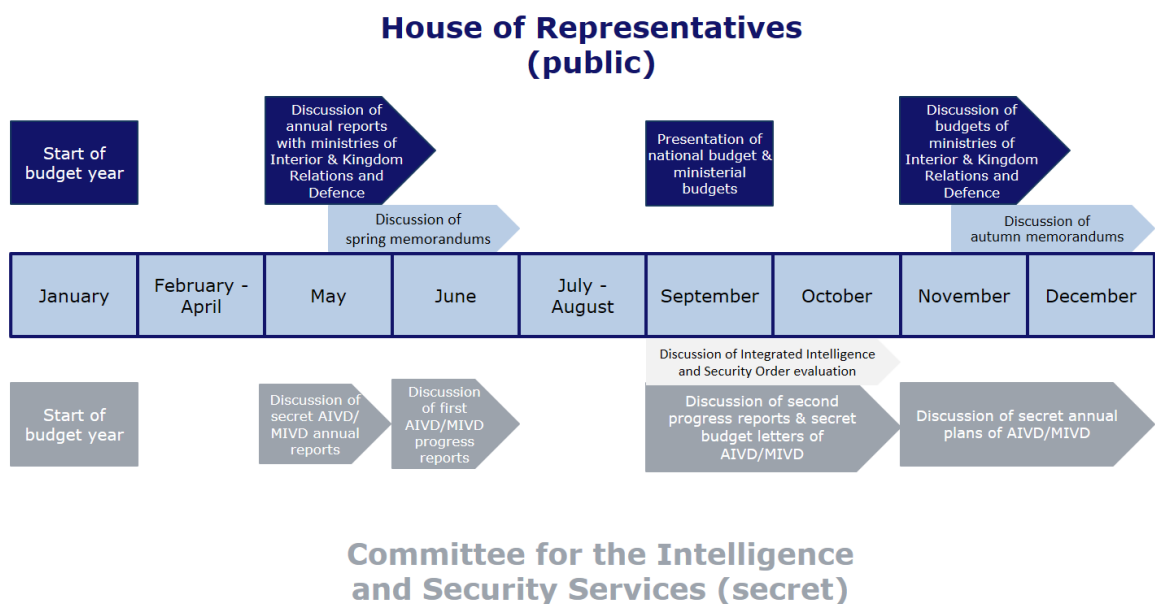 House of Representatives
(public)
Start of
budget year
Discussion of
annual reports
with ministries of
Interior & Kingdom
Relations and
Defence
Presentation of
national budget &
ministerial
budgets
Discussion of
budgets of
ministries of
Interior & Kingdom
Relations and
Defence
Discussion of
spring memorandums
Discussion of
autumn memorandums
January
February -
April
May
June
July -
August
September
October
November
December
Discussion of Integrated Intelligence
and Security Order evaluation
Start of
budget year
Discussion of
secret AIVD/
MIVD annual
reports
Discussion
of first
AIVD/MIVD
progress
reports
Discussion of second
progress reports & secret
budget letters of
AIVD/MIVD
Discussion of secret annual
plans of AIVD/MIVD
Committee for the Intelligence
and Security Services (secret)